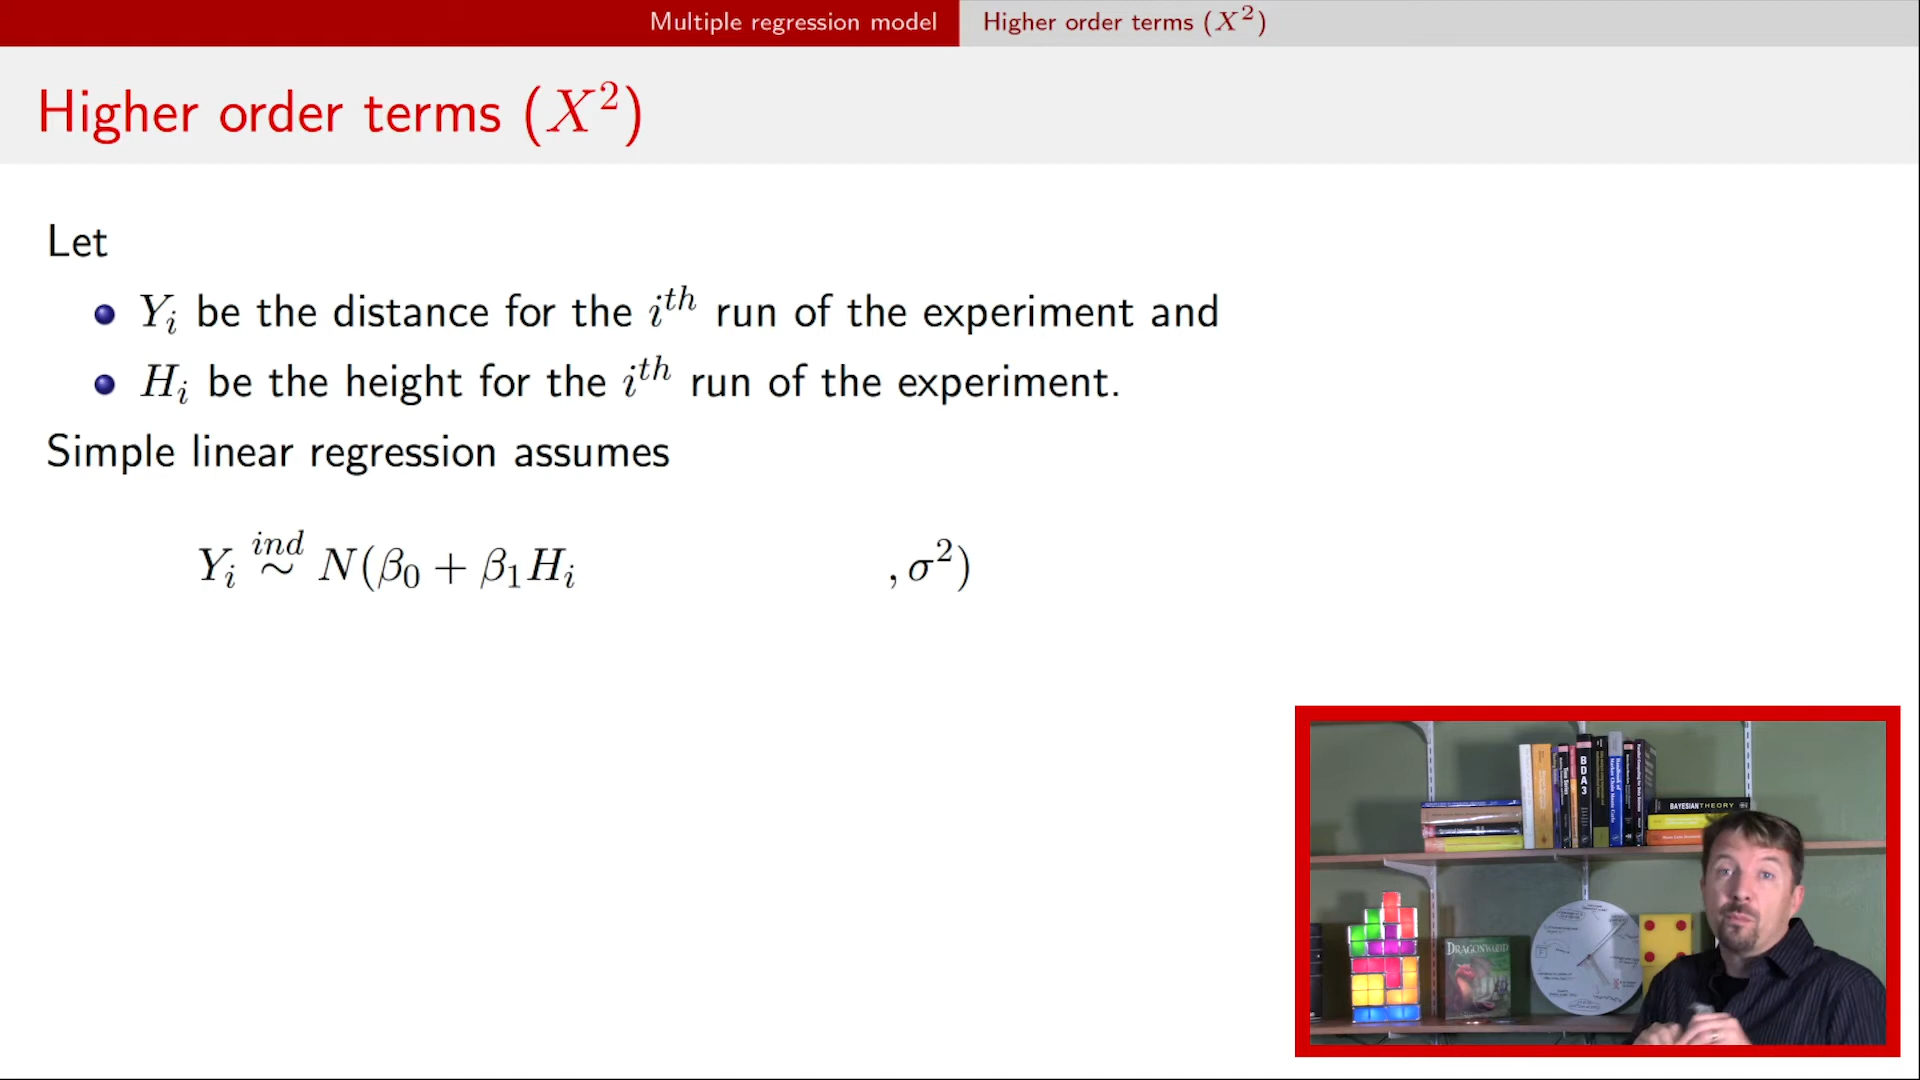 Multiple regression model
Higher order terms (X²)
Higher order terms (X²)
Let
Yᵢ be the distance for the iᵗʰ run of the experiment and
Hᵢ be the height for the iᵗʰ run of the experiment.
Simple linear regression assumes
Yᵢ ind ∼ N(β₀ + β₁Hᵢ , σ²)
BDA3
BAYESIAN THEORY
DRAGONWOOD